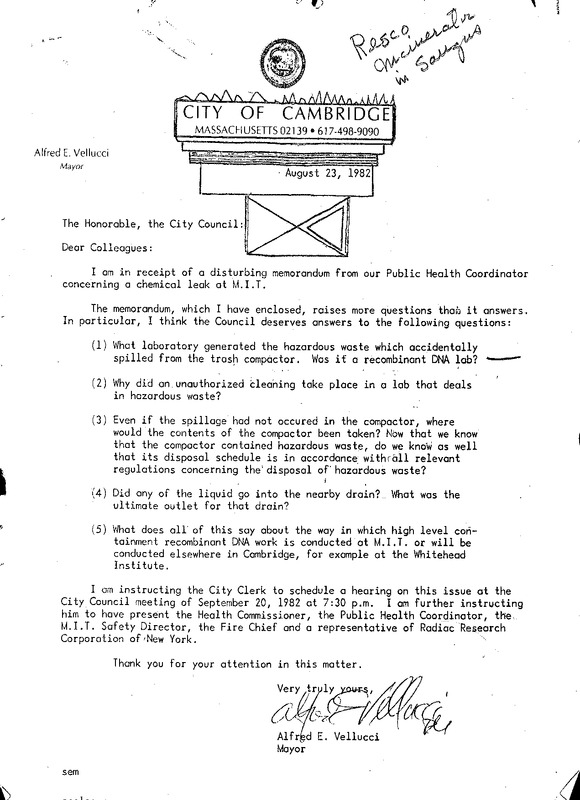 Resco
Incinerator
in Saugus
CITY OF CAMBRIDGE
MASSACHUSETTS 02139 • 617-498-9090
Alfred E. Vellucci
Mayor
August 23, 1982
The Honorable, the City Council:
Dear Colleagues:
I am in receipt of a disturbing memorandum from our Public Health Coordinator
concerning a chemical leak at M.I.T.
The memorandum, which I have enclosed, raises more questions than it answers.
In particular, I think the Council deserves answers to the following questions:
(1) What laboratory generated the hazardous waste which accidentally
spilled from the trash compactor. Was it a recombinant DNA lab?
(2) Why did an unauthorized cleaning take place in a lab that deals
in hazardous waste?
(3) Even if the spillage had not occured in the compactor, where
would the contents of the compactor been taken? Now that we know
that the compactor contained hazardous waste, do we know as well
that its disposal schedule is in accordance with all relevant
regulations concerning the disposal of hazardous waste?
(4) Did any of the liquid go into the nearby drain? What was the
ultimate outlet for that drain?
(5) What does all of this say about the way in which high level con-
tainment recombinant DNA work is conducted at M.I.T. or will be
conducted elsewhere in Cambridge, for example at the Whitehead
Institute.
I am instructing the City Clerk to schedule a hearing on this issue at the
City Council meeting of September 20, 1982 at 7:30 p.m. I am further instructing
him to have present the Health Commissioner, the Public Health Coordinator, the
M.I.T. Safety Director, the Fire Chief and a representative of Radiac Research
Corporation of New York.
Thank you for your attention in this matter.
Very truly yours,
Alfred E Vellucci
Alfred E. Vellucci
Mayor
sem